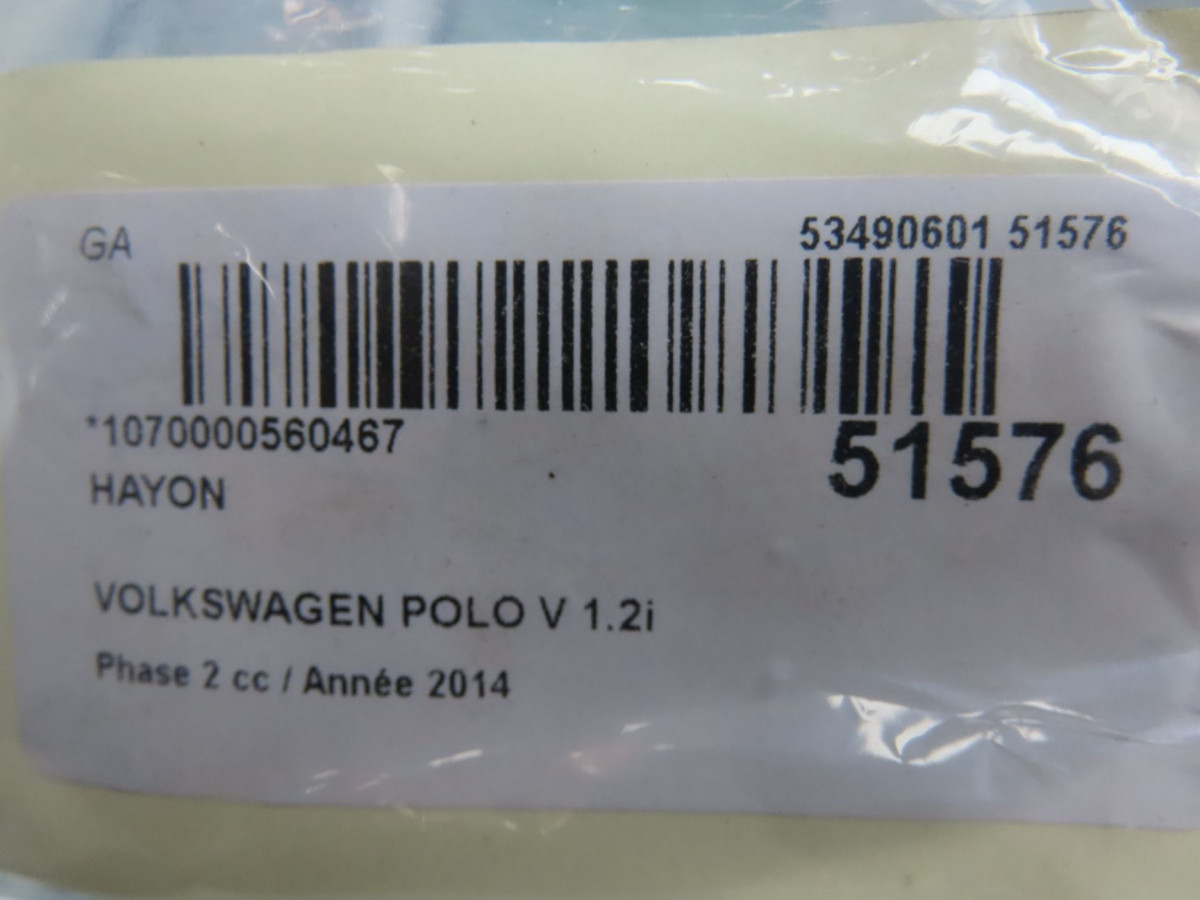 GA
53490601 51576
*1070000560467
51576
HAYON
VOLKSWAGEN POLO V 1.2i
Phase 2 cc / Année 2014